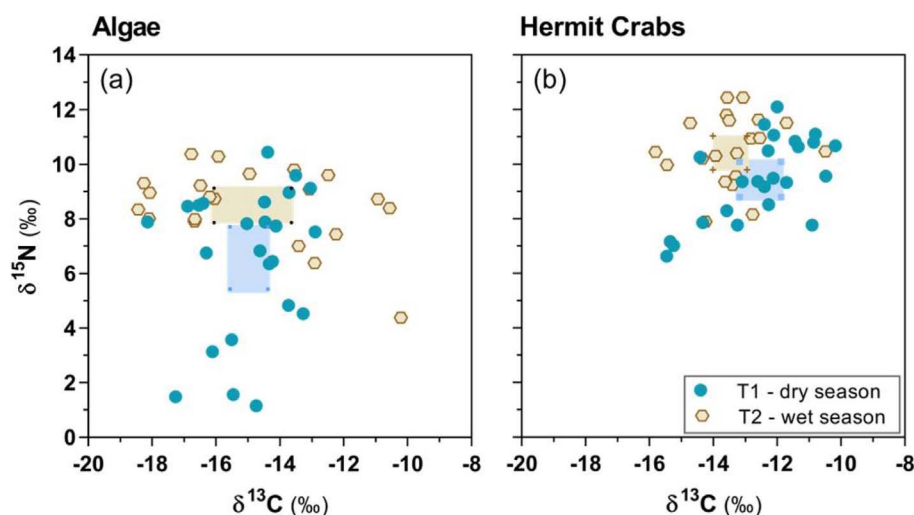 Algae
Hermit Crabs
(a)
(b)
14
12
10
8
6
4
2
0
δ15N (‰)
δ15N (‰)
-20 -18 -16 -14 -12 -10 -8
-20 -18 -16 -14 -12 -10 -8
T1 - dry season
T2 - wet season
δ13C (‰)
δ13C (‰)